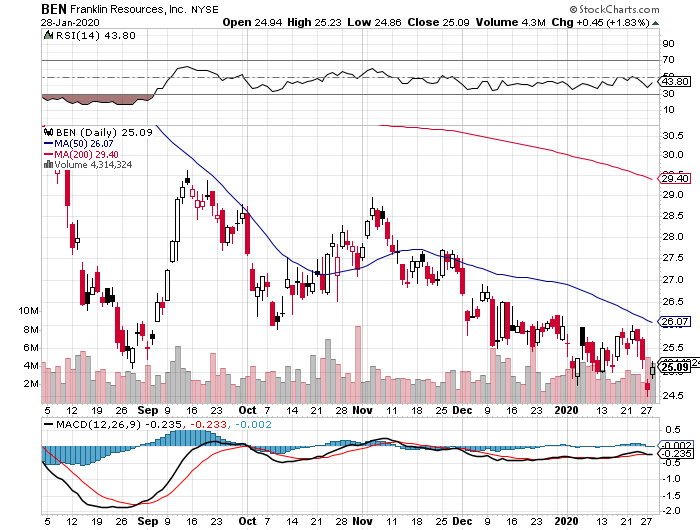 BEN Franklin Resources, Inc. NYSE © StockCharts.com
28-Jan-2020 Open 24.94 High 25.23 Low 24.86 Close 25.09 Volume 4.3M Chg +0.45 (+1.83%)
RSI(14) 43.80
90
70
50
43.80
30
10
BEN (Daily) 25.09
MA(50) 26.07
MA(200) 29.40
Volume 4,314,324
30.5
30.0
29.40
29.0
28.5
28.0
27.5
27.0
26.5
26.07
25.5
25.09
24.5
10M
8M
6M
4M
2M
5 12 19 26 Sep 9 16 23 Oct 7 14 21 28 Nov 11 18 25 Dec 9 16 23 2020 13 21 27
MACD(12,26,9) -0.235, -0.233, -0.002
0.5
-0.002
-0.235
-0.5
-1.0
-1.5
5 12 19 26 Sep 9 16 23 Oct 7 14 21 28 Nov 11 18 25 Dec 9 16 23 2020 13 21 27